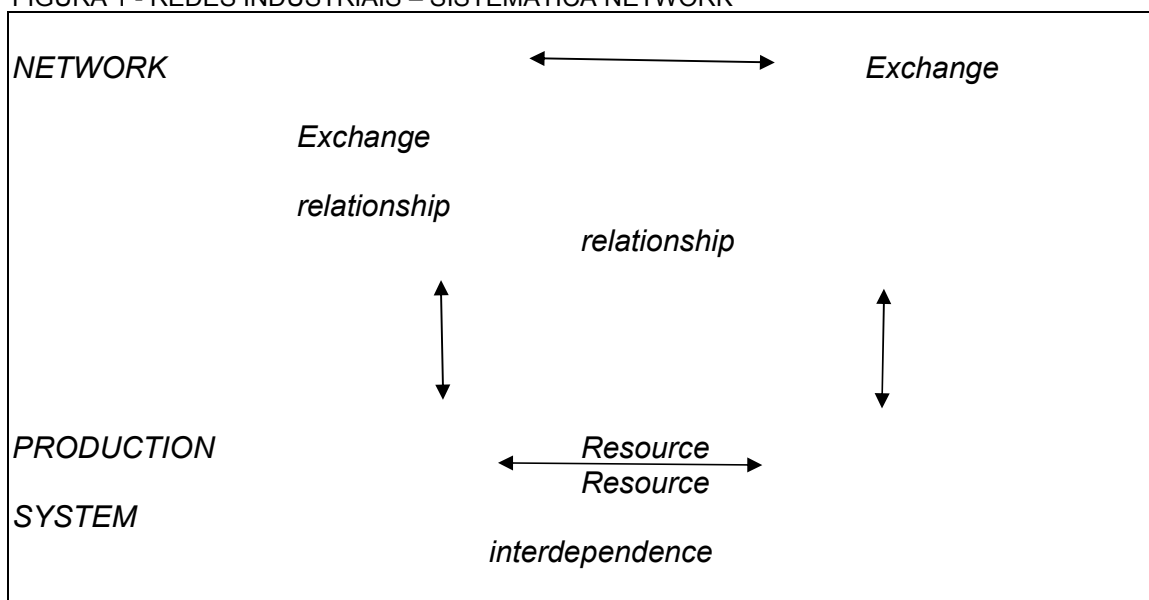 FIGURA 1 - REDES INDUSTRIAIS – SISTEMÁTICA NETWORK
NETWORK Exchange
Exchange
relationship
relationship
PRODUCTION Resource
Resource
SYSTEM
interdependence